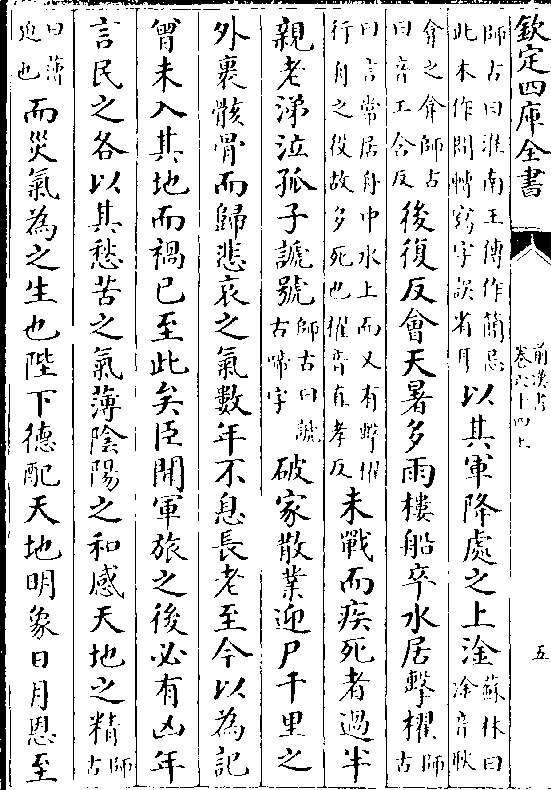 欽定四庫全書
前漢書
卷六十四上
五
師古曰淮南王傳作簡忌
此本作間轉寫字誤省耳
以其軍降處之上淦
蘇林曰
淦音耿
弇之弇師古
曰音工含反
後復反會天暑多雨樓船卒水居擊櫂
師
古
曰言常居舟中水上而又有擊櫂
行舟之役故多死也櫂音直孝反
未戰而疾死者過半
親老涕泣孤子謕號
師古曰謕
古啼字
破家散業迎尸千里之
外裹骸骨而歸悲哀之氣數年不息長老至今以為記
曾未入其地而禍已至此矣臣聞軍旅之後必有凶年
言民之各以其愁苦之氣薄陰陽之和感天地之精
師
古
曰薄
迫也
而災氣為之生也陛下德配天地明象日月恩至